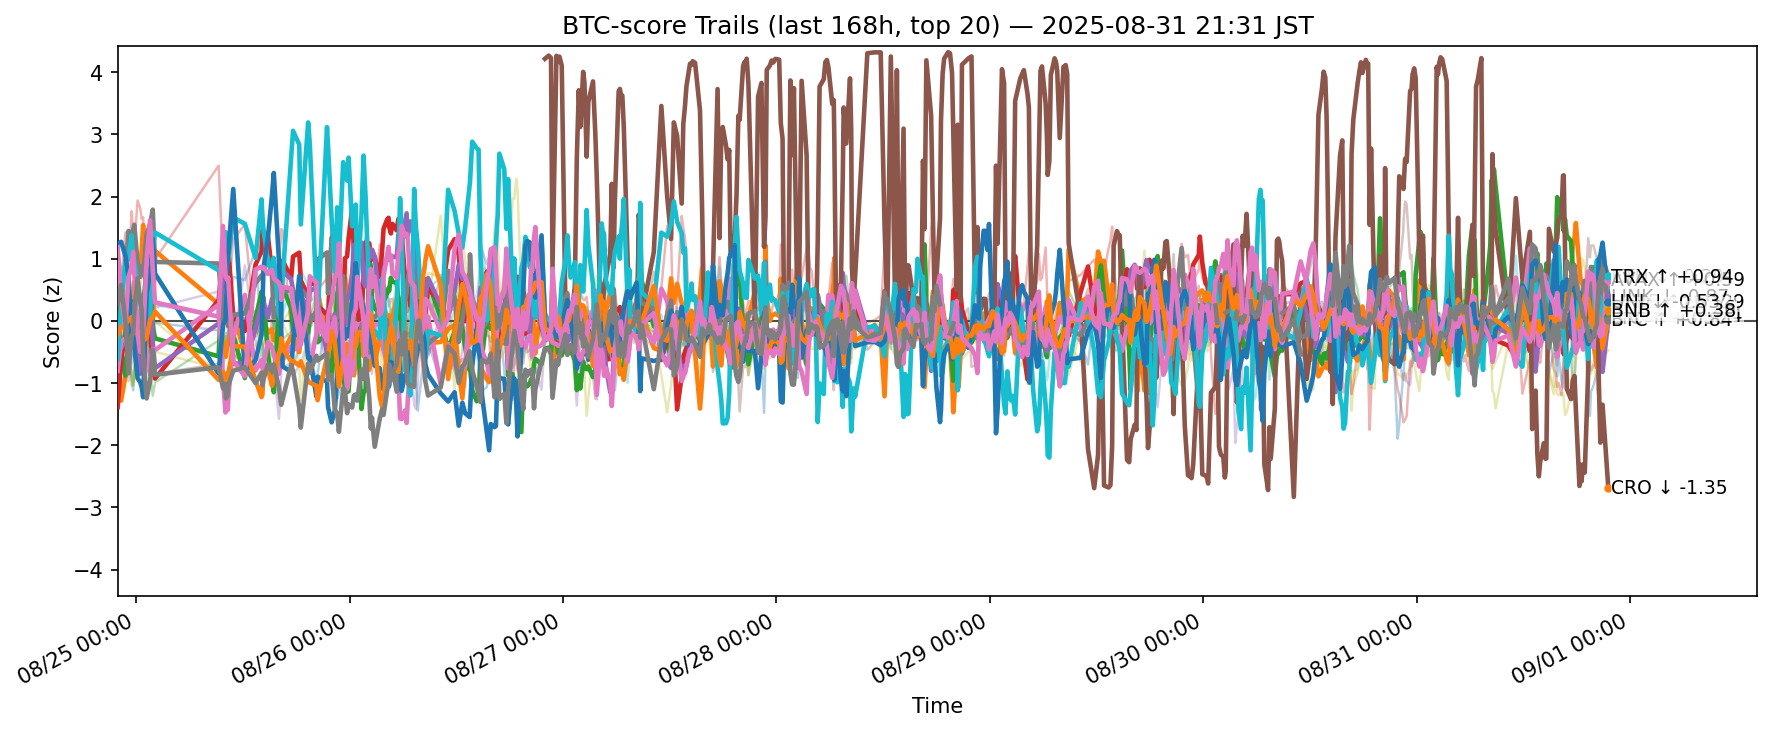 BTC-score Trails (last 168h, top 20) — 2025-08-31 21:31 JST
Score (z)
4
3
2
1
0
−1
−2
−3
−4
TRX ↑ +0.94
BNB ↑ +0.38
BTC ↑ +0.84
CRO ↓ -1.35
08/25 00:00
08/26 00:00
08/27 00:00
08/28 00:00
08/29 00:00
08/30 00:00
08/31 00:00
09/01 00:00
Time